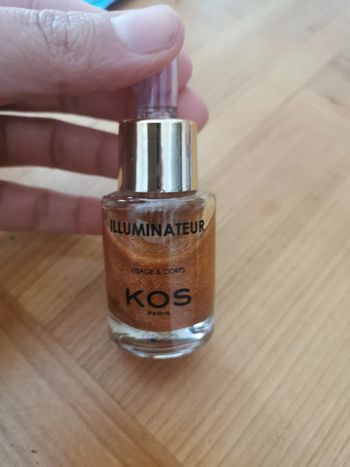 ILLUMINATEUR
VISAGE & CORPS
KOS
PARIS